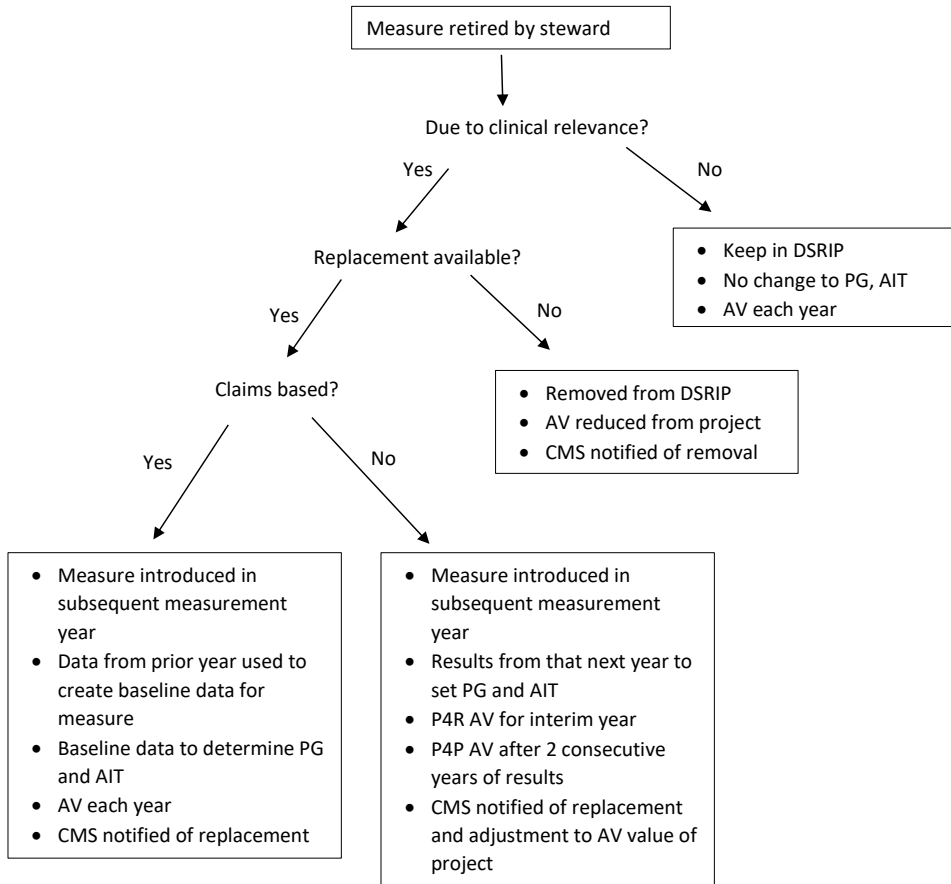 Measure retired by steward
Due to clinical relevance?
Yes
No
• Keep in DSRIP
• No change to PG, AIT
• AV each year
Replacement available?
Yes
No
• Removed from DSRIP
• AV reduced from project
• CMS notified of removal
Claims based?
Yes
No
• Measure introduced in
subsequent measurement
year
• Data from prior year used to
create baseline data for
measure
• Baseline data to determine PG
and AIT
• AV each year
• CMS notified of replacement
• Measure introduced in
subsequent measurement
year
• Results from that next year to
set PG and AIT
• P4R AV for interim year
• P4P AV after 2 consecutive
years of results
• CMS notified of replacement
and adjustment to AV value of
project